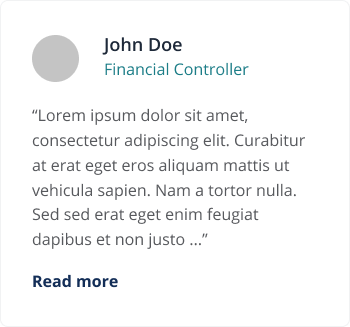 John Doe
Financial Controller
“Lorem ipsum dolor sit amet,
consectetur adipiscing elit. Curabitur
at erat eget eros aliquam mattis ut
vehicula sapien. Nam a tortor nulla.
Sed sed erat eget enim feugiat
dapibus et non justo ...”
Read more